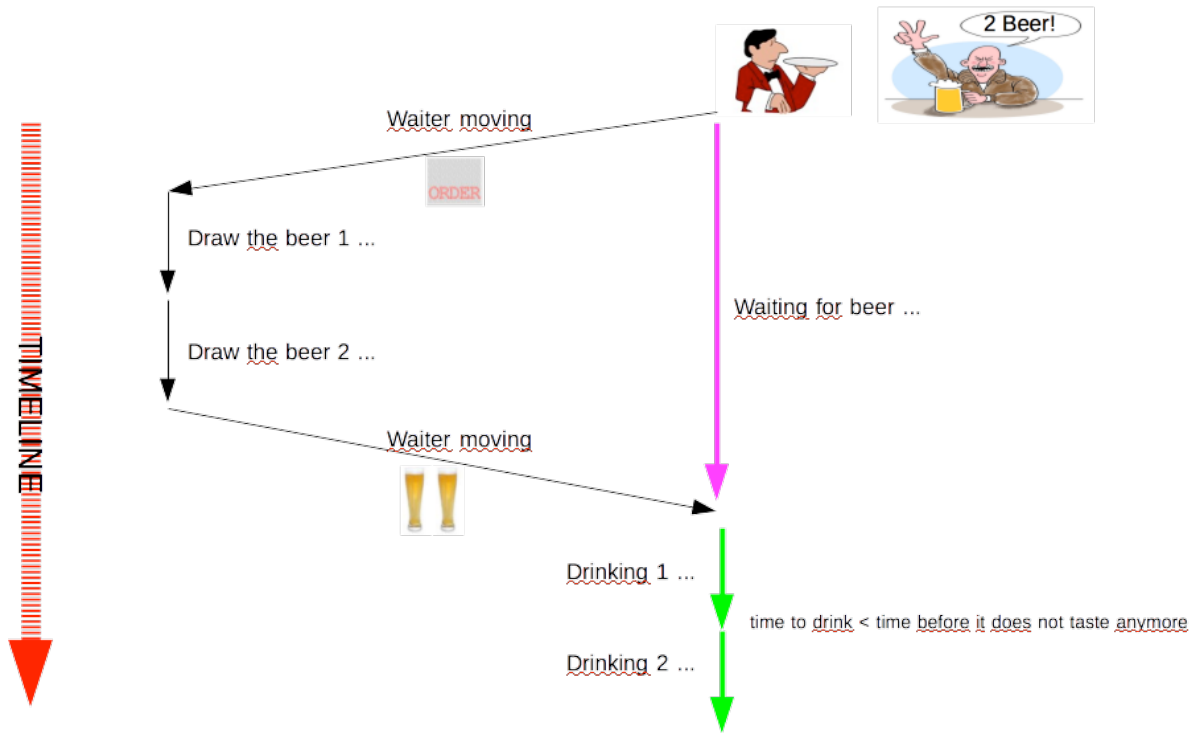 2 Beer!
Waiter moving
ORDER
Draw the beer 1 ...
Waiting for beer ...
Draw the beer 2 ...
TIMELINE
Waiter moving
Drinking 1 ...
time to drink < time before it does not taste anymore
Drinking 2 ...